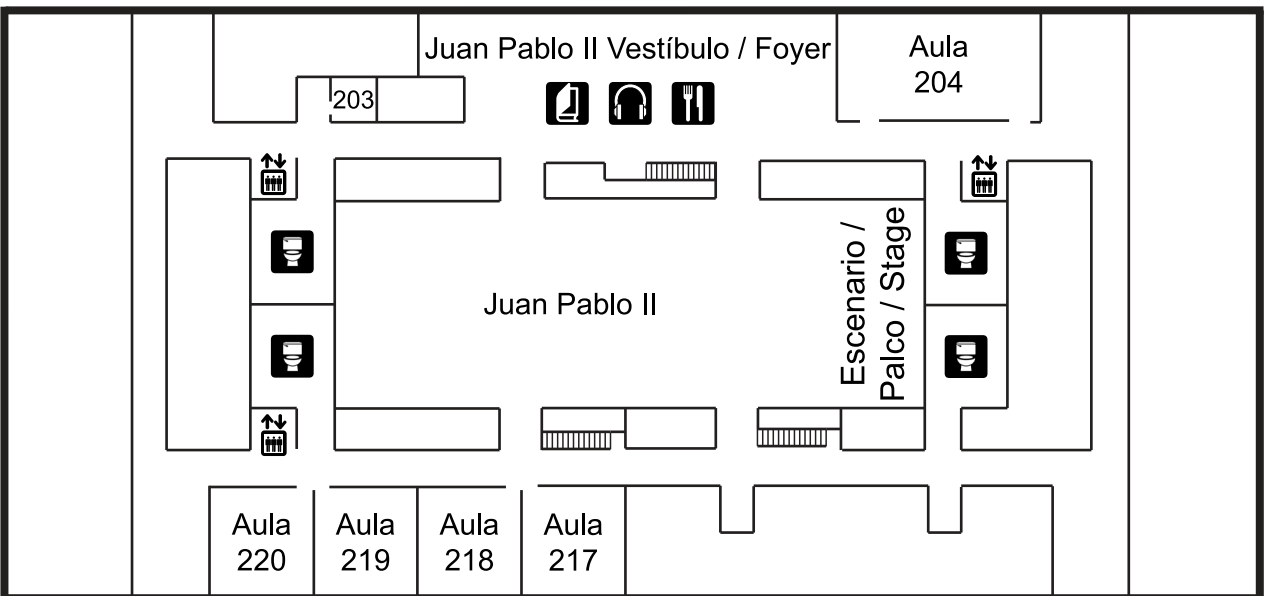 Juan Pablo II Vestíbulo / Foyer
Aula
204
203
Escenario /
Palco / Stage
Juan Pablo II
Aula
220
Aula
219
Aula
218
Aula
217